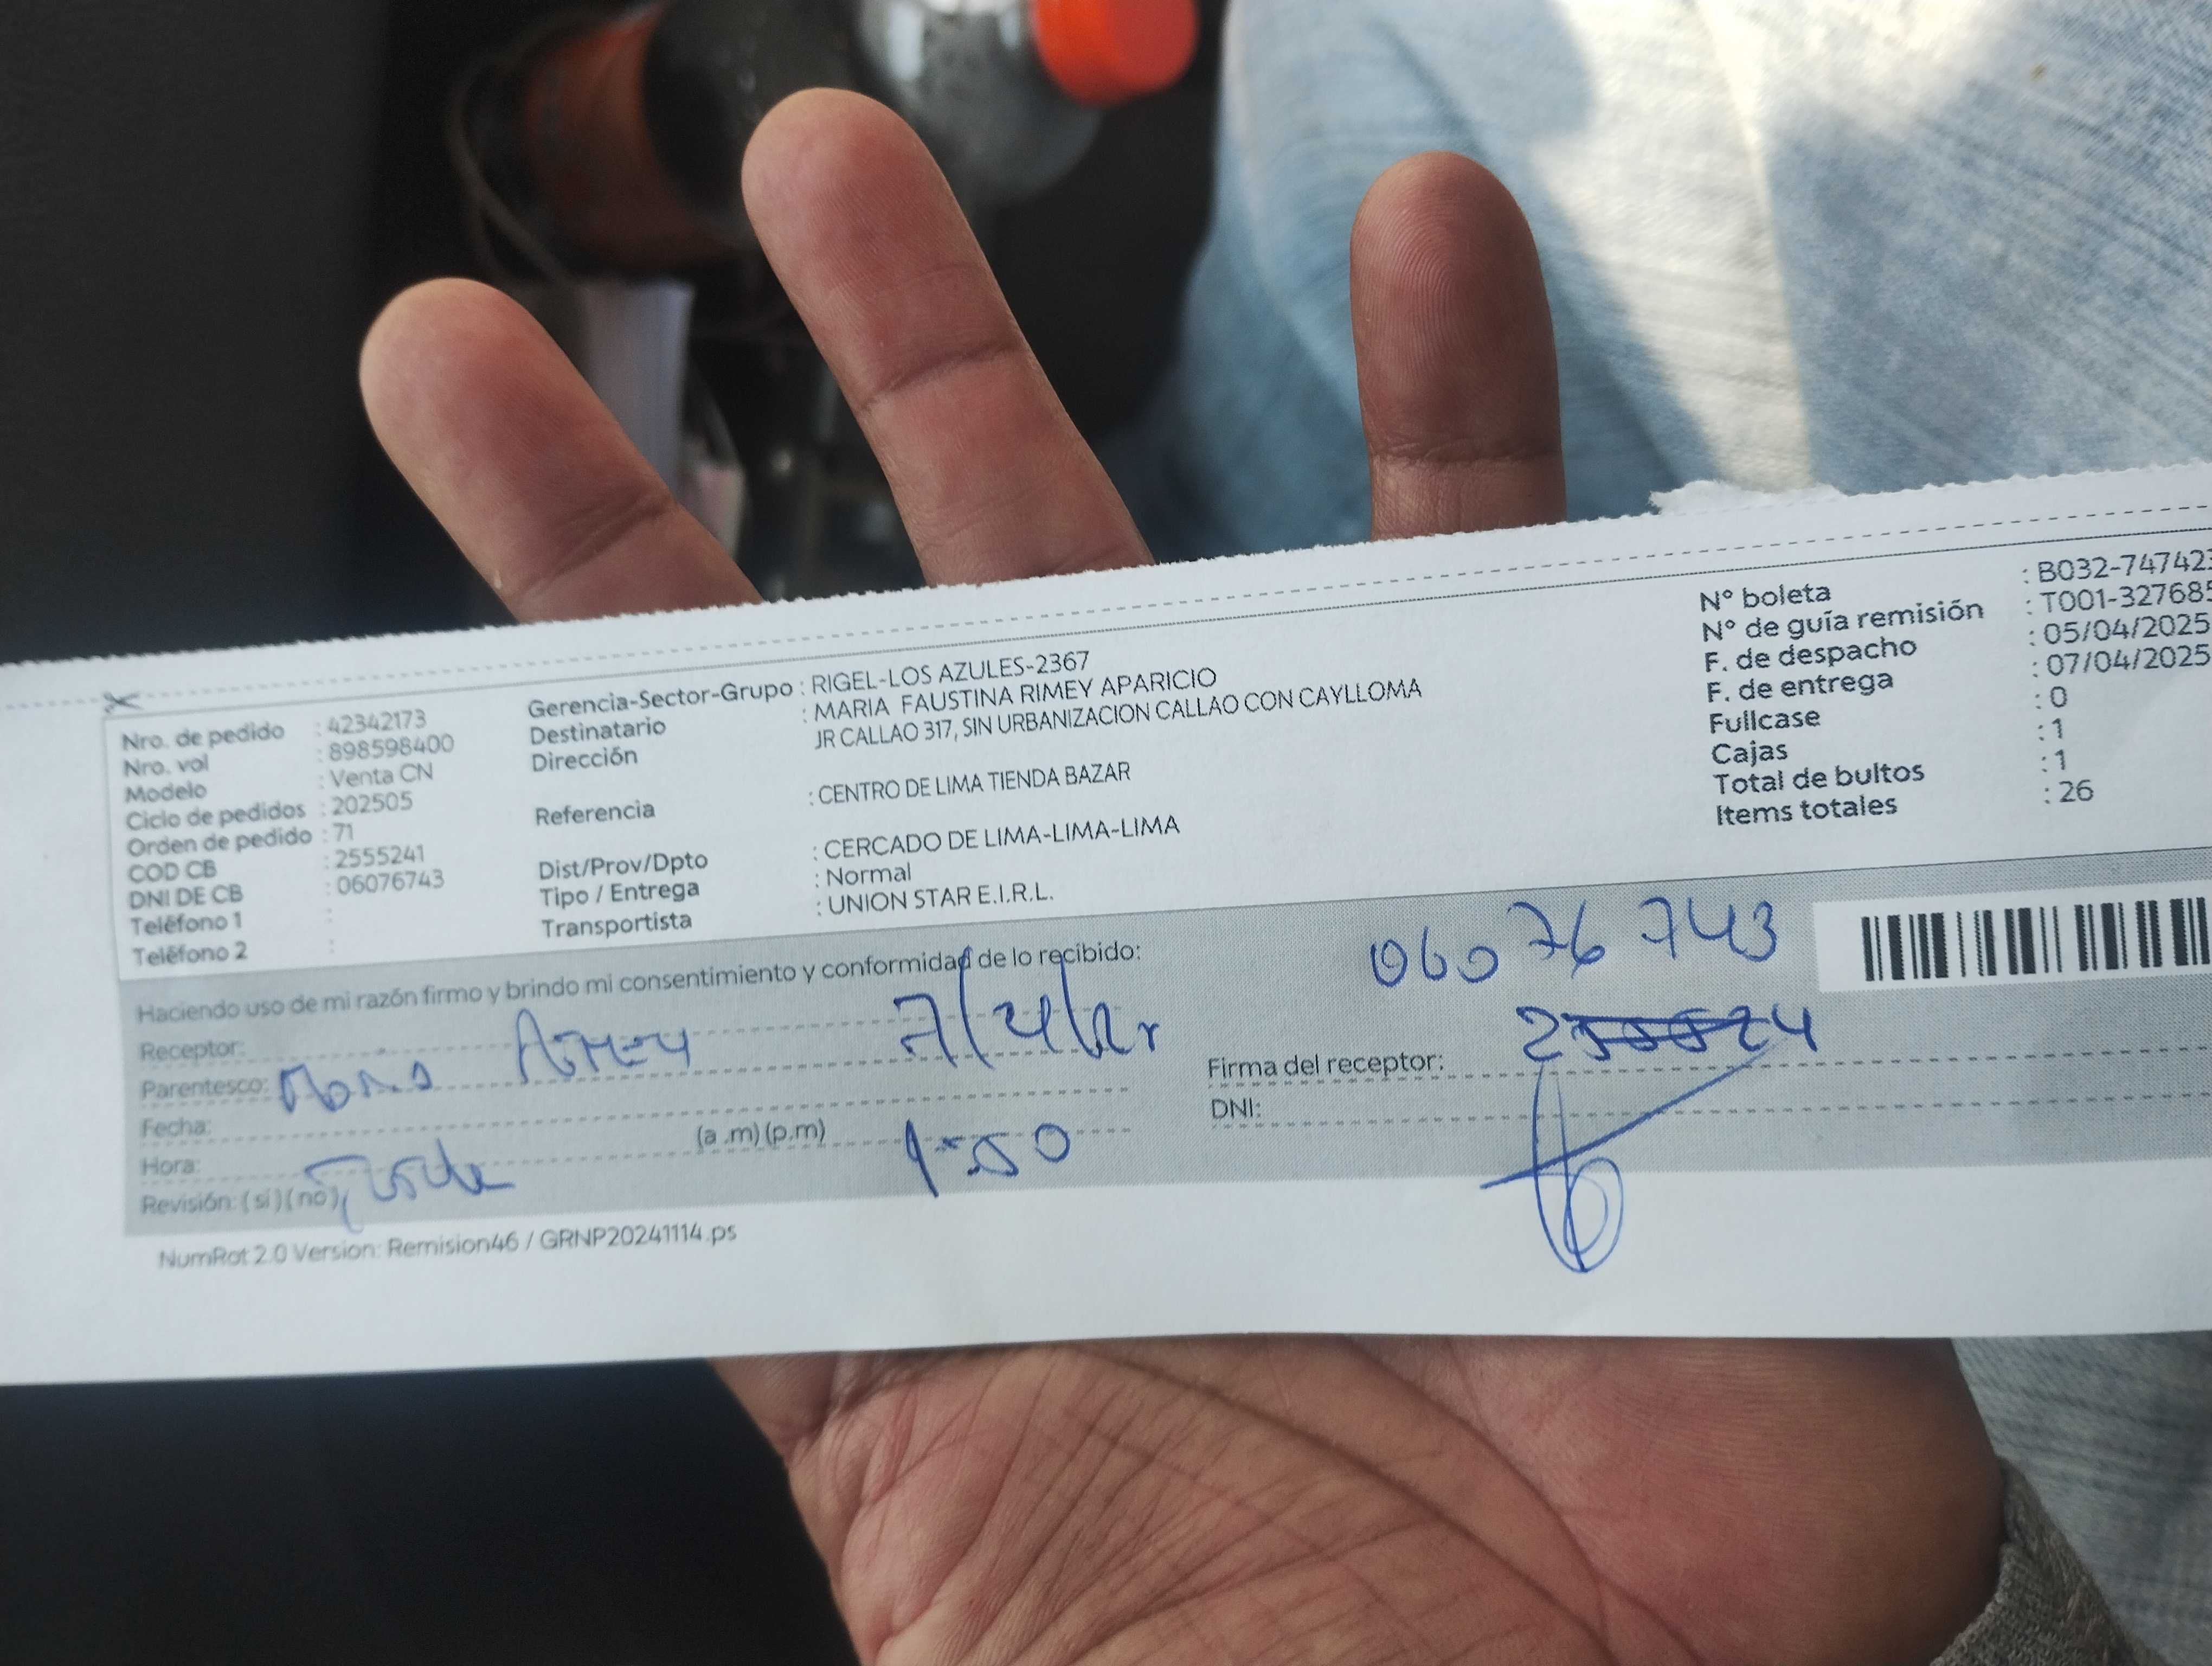 Nro. de pedido : 42342173
Nro. vol : 898598400
Modelo : Venta CN
Ciclo de pedidos : 202505
Orden de pedido : 71
COD CB : 2555241
DNI DE CB : 06076743
Teléfono 1 :
Teléfono 2 :
Gerencia-Sector-Grupo : RIGEL-LOS AZULES-2367
Destinatario : MARIA FAUSTINA RIMEY APARICIO
Dirección JR CALLAO 317, SIN URBANIZACION CALLAO CON CAYLLOMA
Referencia : CENTRO DE LIMA TIENDA BAZAR
Dist/Prov/Dpto : CERCADO DE LIMA-LIMA-LIMA
Tipo / Entrega : Normal
Transportista : UNION STAR E.I.R.L.
N° boleta : B032-747423
N° de guía remisión : T001-327685
F. de despacho : 05/04/2025
F. de entrega : 07/04/2025
Fullcase : 0
Cajas : 1
Total de bultos : 1
Items totales : 26
Haciendo uso de mi razón firmo y brindo mi consentimiento y conformidad de lo recibido:
06076743
Receptor:
Parentesco:
Fecha:
Hora: (a .m) (p.m) 1:50
Revisión: (sí) (no)
Firma del receptor:
DNI:
NumRot 2.0 Version: Remision46 / GRNP20241114.ps